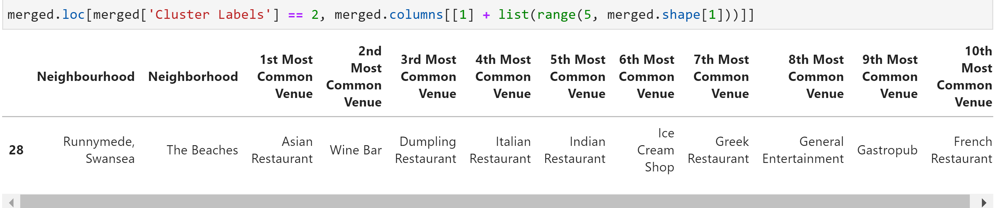 merged.loc[merged['Cluster Labels'] == 2, merged.columns[[1] + list(range(5, merged.shape[1]))]]
Neighbourhood Neighborhood 1st Most Common Venue 2nd Most Common Venue 3rd Most Common Venue 4th Most Common Venue 5th Most Common Venue 6th Most Common Venue 7th Most Common Venue 8th Most Common Venue 9th Most Common Venue 10th Most Common Venue
28 Runnymede, Swansea The Beaches Asian Restaurant Wine Bar Dumpling Restaurant Italian Restaurant Indian Restaurant Ice Cream Shop Greek Restaurant General Entertainment Gastropub French Restaurant